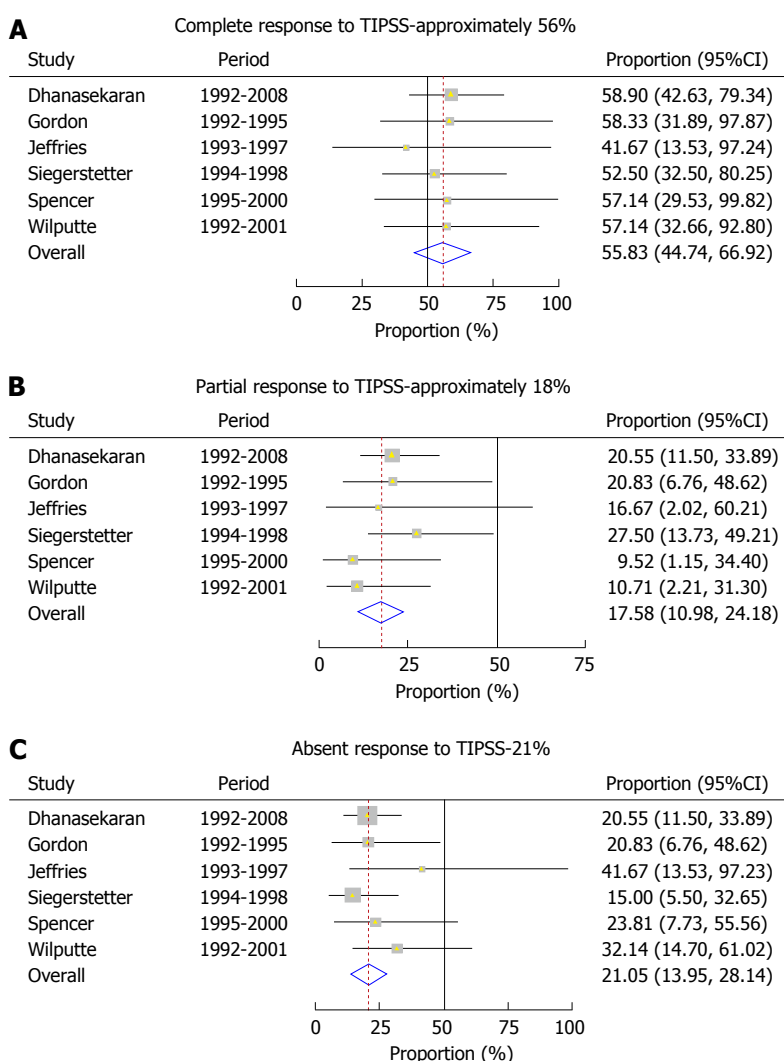 A
Complete response to TIPSS-approximately 56%
Study Period Proportion (95%CI)
Dhanasekaran 1992-2008 58.90 (42.63, 79.34)
Gordon 1992-1995 58.33 (31.89, 97.87)
Jeffries 1993-1997 41.67 (13.53, 97.24)
Siegerstetter 1994-1998 52.50 (32.50, 80.25)
Spencer 1995-2000 57.14 (29.53, 99.82)
Wilputte 1992-2001 57.14 (32.66, 92.80)
Overall 55.83 (44.74, 66.92)
0 25 50 75 100
Proportion (%)
B
Partial response to TIPSS-approximately 18%
Study Period Proportion (95%CI)
Dhanasekaran 1992-2008 20.55 (11.50, 33.89)
Gordon 1992-1995 20.83 (6.76, 48.62)
Jeffries 1993-1997 16.67 (2.02, 60.21)
Siegerstetter 1994-1998 27.50 (13.73, 49.21)
Spencer 1995-2000 9.52 (1.15, 34.40)
Wilputte 1992-2001 10.71 (2.21, 31.30)
Overall 17.58 (10.98, 24.18)
0 25 50 75
Proportion (%)
C
Absent response to TIPSS-21%
Study Period Proportion (95%CI)
Dhanasekaran 1992-2008 20.55 (11.50, 33.89)
Gordon 1992-1995 20.83 (6.76, 48.62)
Jeffries 1993-1997 41.67 (13.53, 97.23)
Siegerstetter 1994-1998 15.00 (5.50, 32.65)
Spencer 1995-2000 23.81 (7.73, 55.56)
Wilputte 1992-2001 32.14 (14.70, 61.02)
Overall 21.05 (13.95, 28.14)
0 25 50 75 100
Proportion (%)